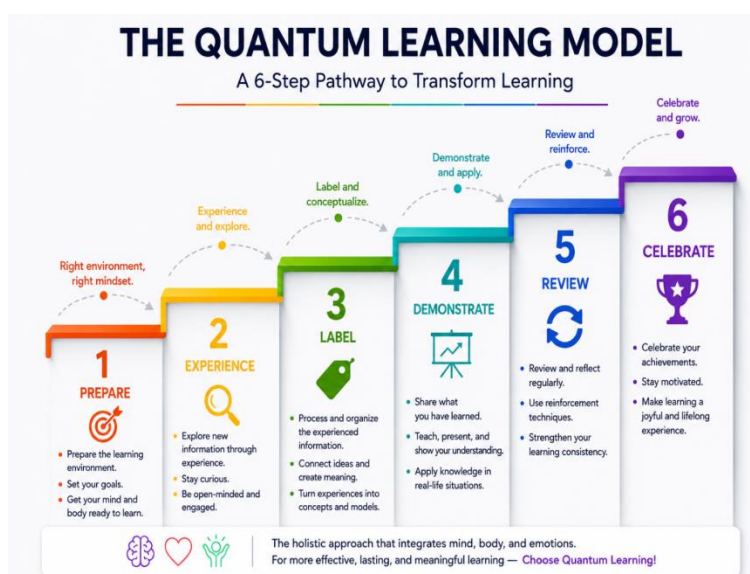 THE QUANTUM LEARNING MODEL
A 6-Step Pathway to Transform Learning
Right environment,
right mindset.
1
PREPARE
• Prepare the learning
environment.
• Set your goals.
• Get your mind and
body ready to learn.
Experience
and explore.
2
EXPERIENCE
• Explore new
information through
experience.
• Stay curious.
• Be open-minded and
engaged.
Label and
conceptualize.
3
LABEL
• Process and organize
the experienced
information.
• Connect ideas and
create meaning.
• Turn experiences into
concepts and models.
Demonstrate
and apply.
4
DEMONSTRATE
• Share what
you have learned.
• Teach, present, and
show your understanding.
• Apply knowledge in
real-life situations.
Review and
reinforce.
5
REVIEW
• Review and reflect
regularly.
• Use reinforcement
techniques.
• Strengthen your
learning consistency.
Celebrate
and grow.
6
CELEBRATE
• Celebrate your
achievements.
• Stay motivated.
• Make learning a
joyful and lifelong
experience.
The holistic approach that integrates mind, body, and emotions.
For more effective, lasting, and meaningful learning — Choose Quantum Learning!